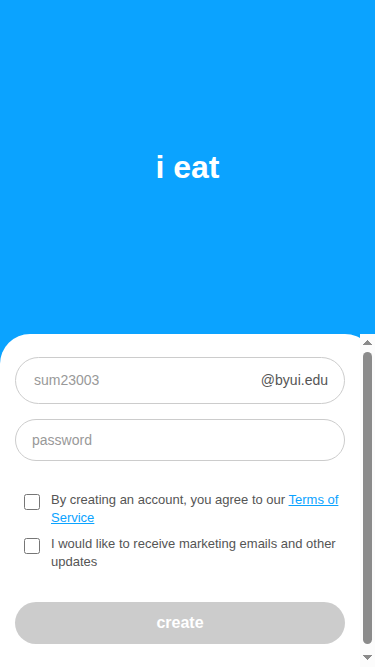 i eat
sum23003 @byui.edu
password
By creating an account, you agree to our Terms of
Service
I would like to receive marketing emails and other
updates
create